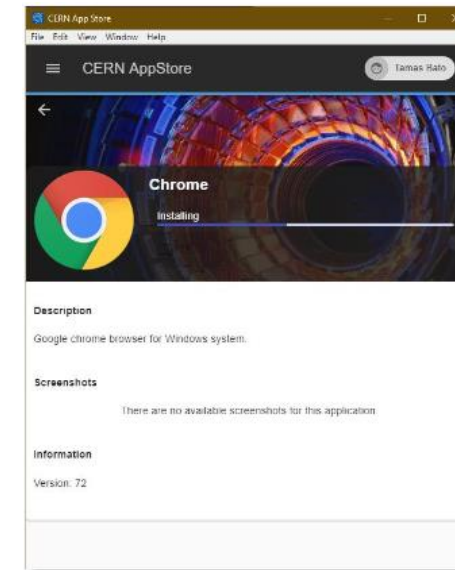 CERN App Store
File Edit View Window Help
CERN AppStore
Tamas Bato
Chrome
Installing
Description
Google chrome browser for Windows system.
Screenshots
There are no available screenshots for this application
Information
Version: 72